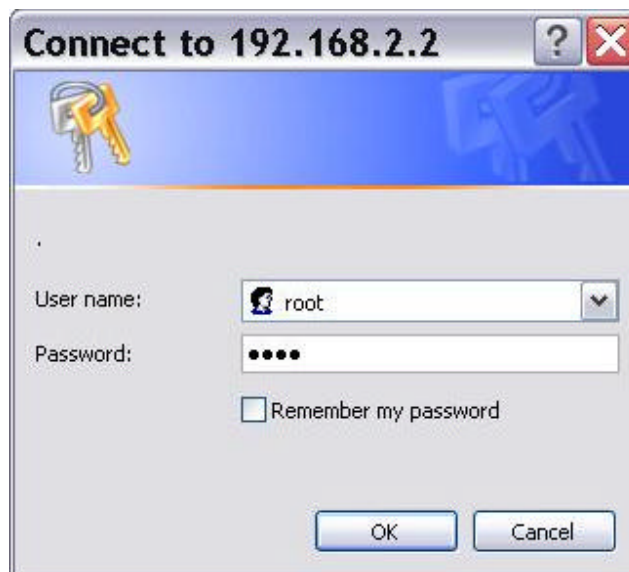 Connect to 192.168.2.2
.
User name:
root
Password:
••••
Remember my password
OK
Cancel